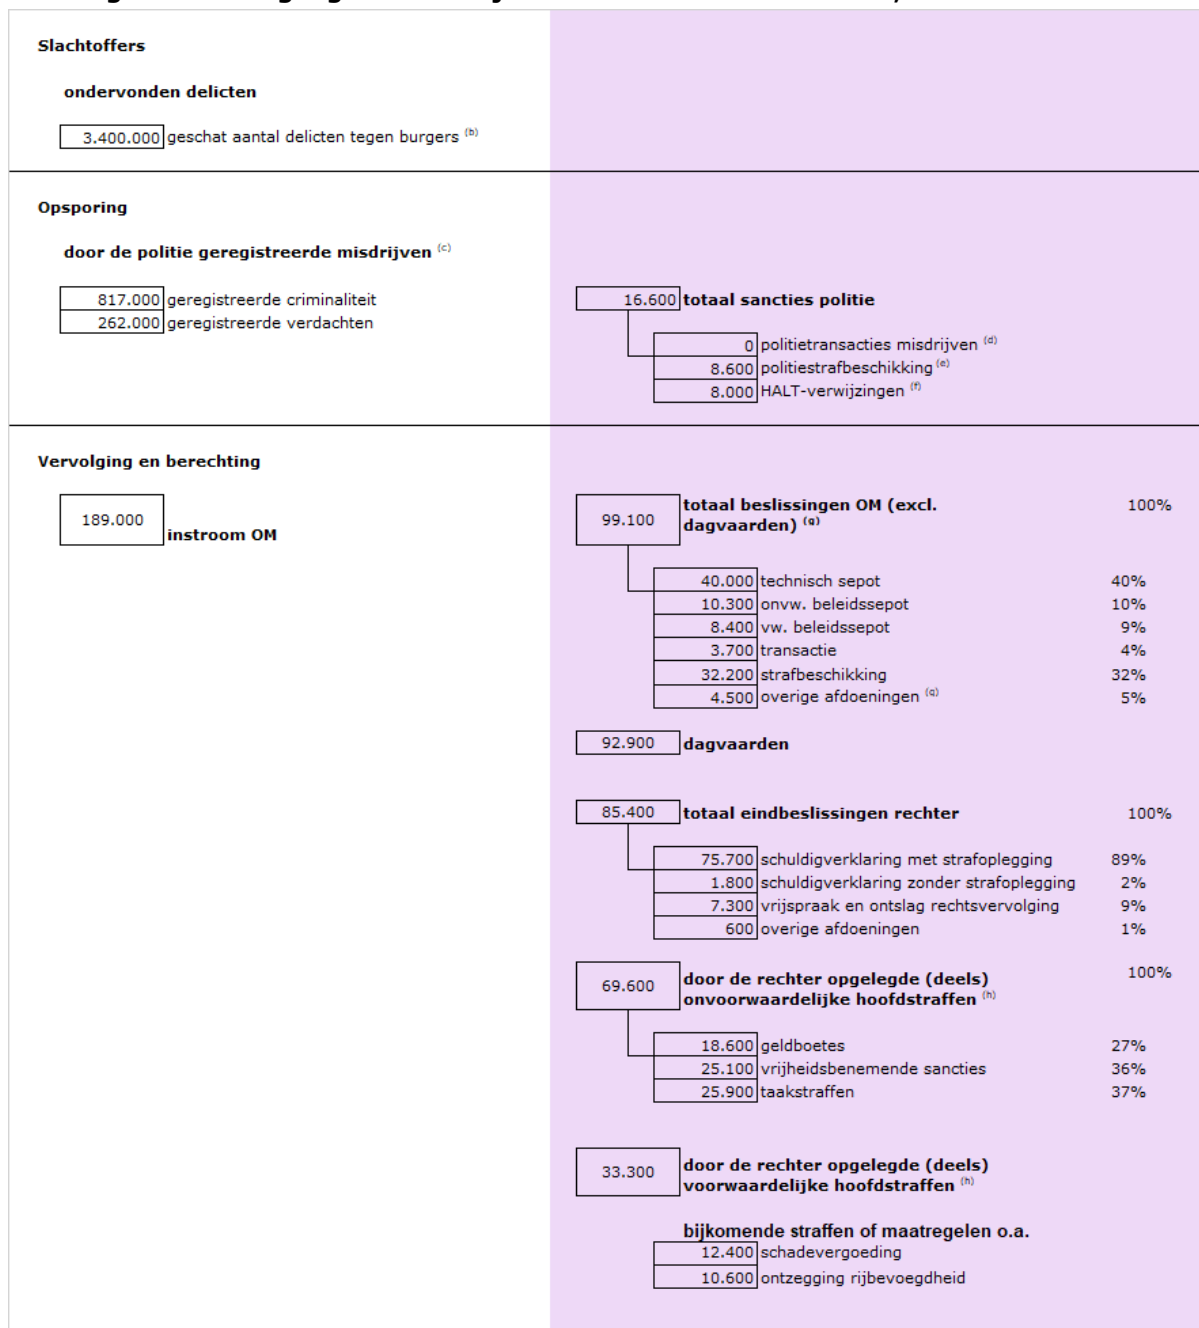 Slachtoffers
ondervonden delicten
3.400.000 geschat aantal delicten tegen burgers (b)
Opsporing
door de politie geregistreerde misdrijven (c)
817.000 geregistreerde criminaliteit
262.000 geregistreerde verdachten
16.600 totaal sancties politie
0 politietransacties misdrijven (d)
8.600 politiestrafbeschikking (e)
8.000 HALT-verwijzingen (f)
Vervolging en berechting
189.000 instroom OM
99.100 totaal beslissingen OM (excl. 100%
dagvaarden) (g)
40.000 technisch sepot 40%
10.300 onvw. beleidssepot 10%
8.400 vw. beleidssepot 9%
3.700 transactie 4%
32.200 strafbeschikking 32%
4.500 overige afdoeningen (g) 5%
92.900 dagvaarden
85.400 totaal eindbeslissingen rechter 100%
75.700 schuldigverklaring met strafoplegging 89%
1.800 schuldigverklaring zonder strafoplegging 2%
7.300 vrijspraak en ontslag rechtsvervolging 9%
600 overige afdoeningen 1%
69.600 door de rechter opgelegde (deels) 100%
onvoorwaardelijke hoofdstraffen (h)
18.600 geldboetes 27%
25.100 vrijheidsbenemende sancties 36%
25.900 taakstraffen 37%
33.300 door de rechter opgelegde (deels)
voorwaardelijke hoofdstraffen (h)
bijkomende straffen of maatregelen o.a.
12.400 schadevergoeding
10.600 ontzegging rijbevoegdheid